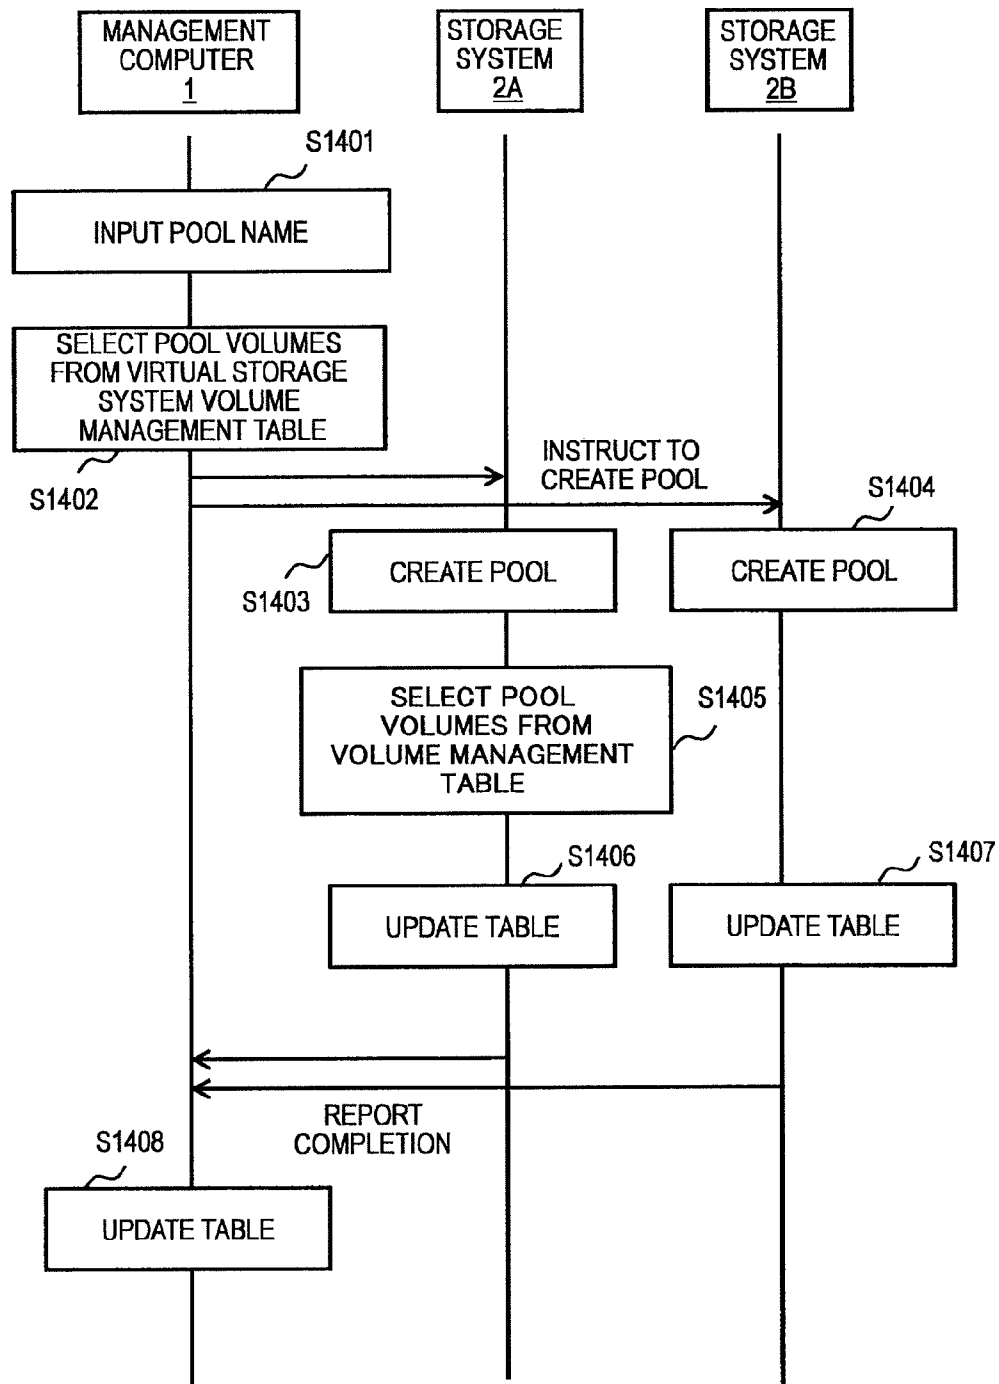 MANAGEMENT
COMPUTER
1
STORAGE
SYSTEM
2A
STORAGE
SYSTEM
2B
S1401
INPUT POOL NAME
SELECT POOL VOLUMES
FROM VIRTUAL STORAGE
SYSTEM VOLUME
MANAGEMENT TABLE
S1402
INSTRUCT TO
CREATE POOL
S1404
CREATE POOL
S1403
CREATE POOL
SELECT POOL
VOLUMES FROM
VOLUME MANAGEMENT
TABLE
S1405
S1406
UPDATE TABLE
S1407
UPDATE TABLE
REPORT
COMPLETION
S1408
UPDATE TABLE